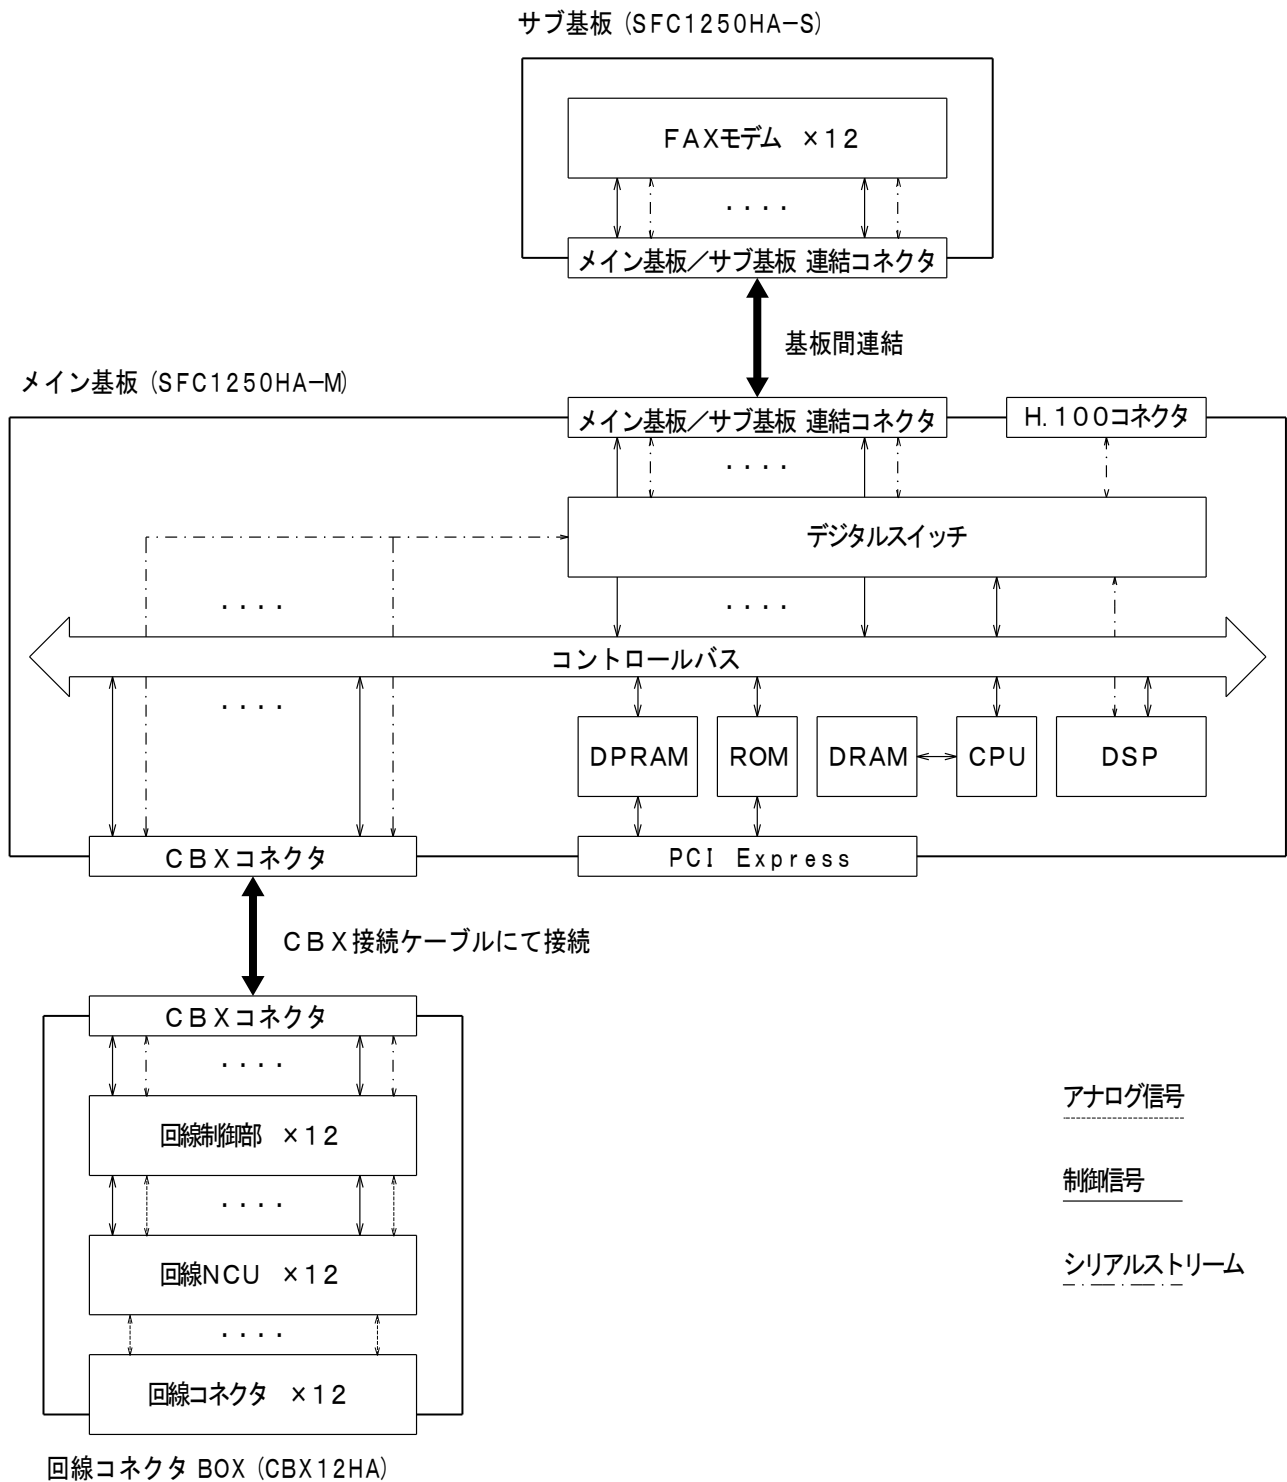 サブ基板 (SFC1250HA-S)
FAXモデム ×12
・・・・
メイン基板/サブ基板 連結コネクタ
基板間連結
メイン基板 (SFC1250HA-M)
メイン基板/サブ基板 連結コネクタ
H.100コネクタ
・・・・
デジタルスイッチ
・・・・ ・・・・
コントロールバス
・・・・
DPRAM ROM DRAM CPU DSP
CBXコネクタ
PCI Express
CBX接続ケーブルにて接続
CBXコネクタ
・・・・
回線制御部 ×12
・・・・
回線NCU ×12
・・・・
回線コネクタ ×12
回線コネクタ BOX (CBX12HA)
アナログ信号
制御信号
シリアルストリーム